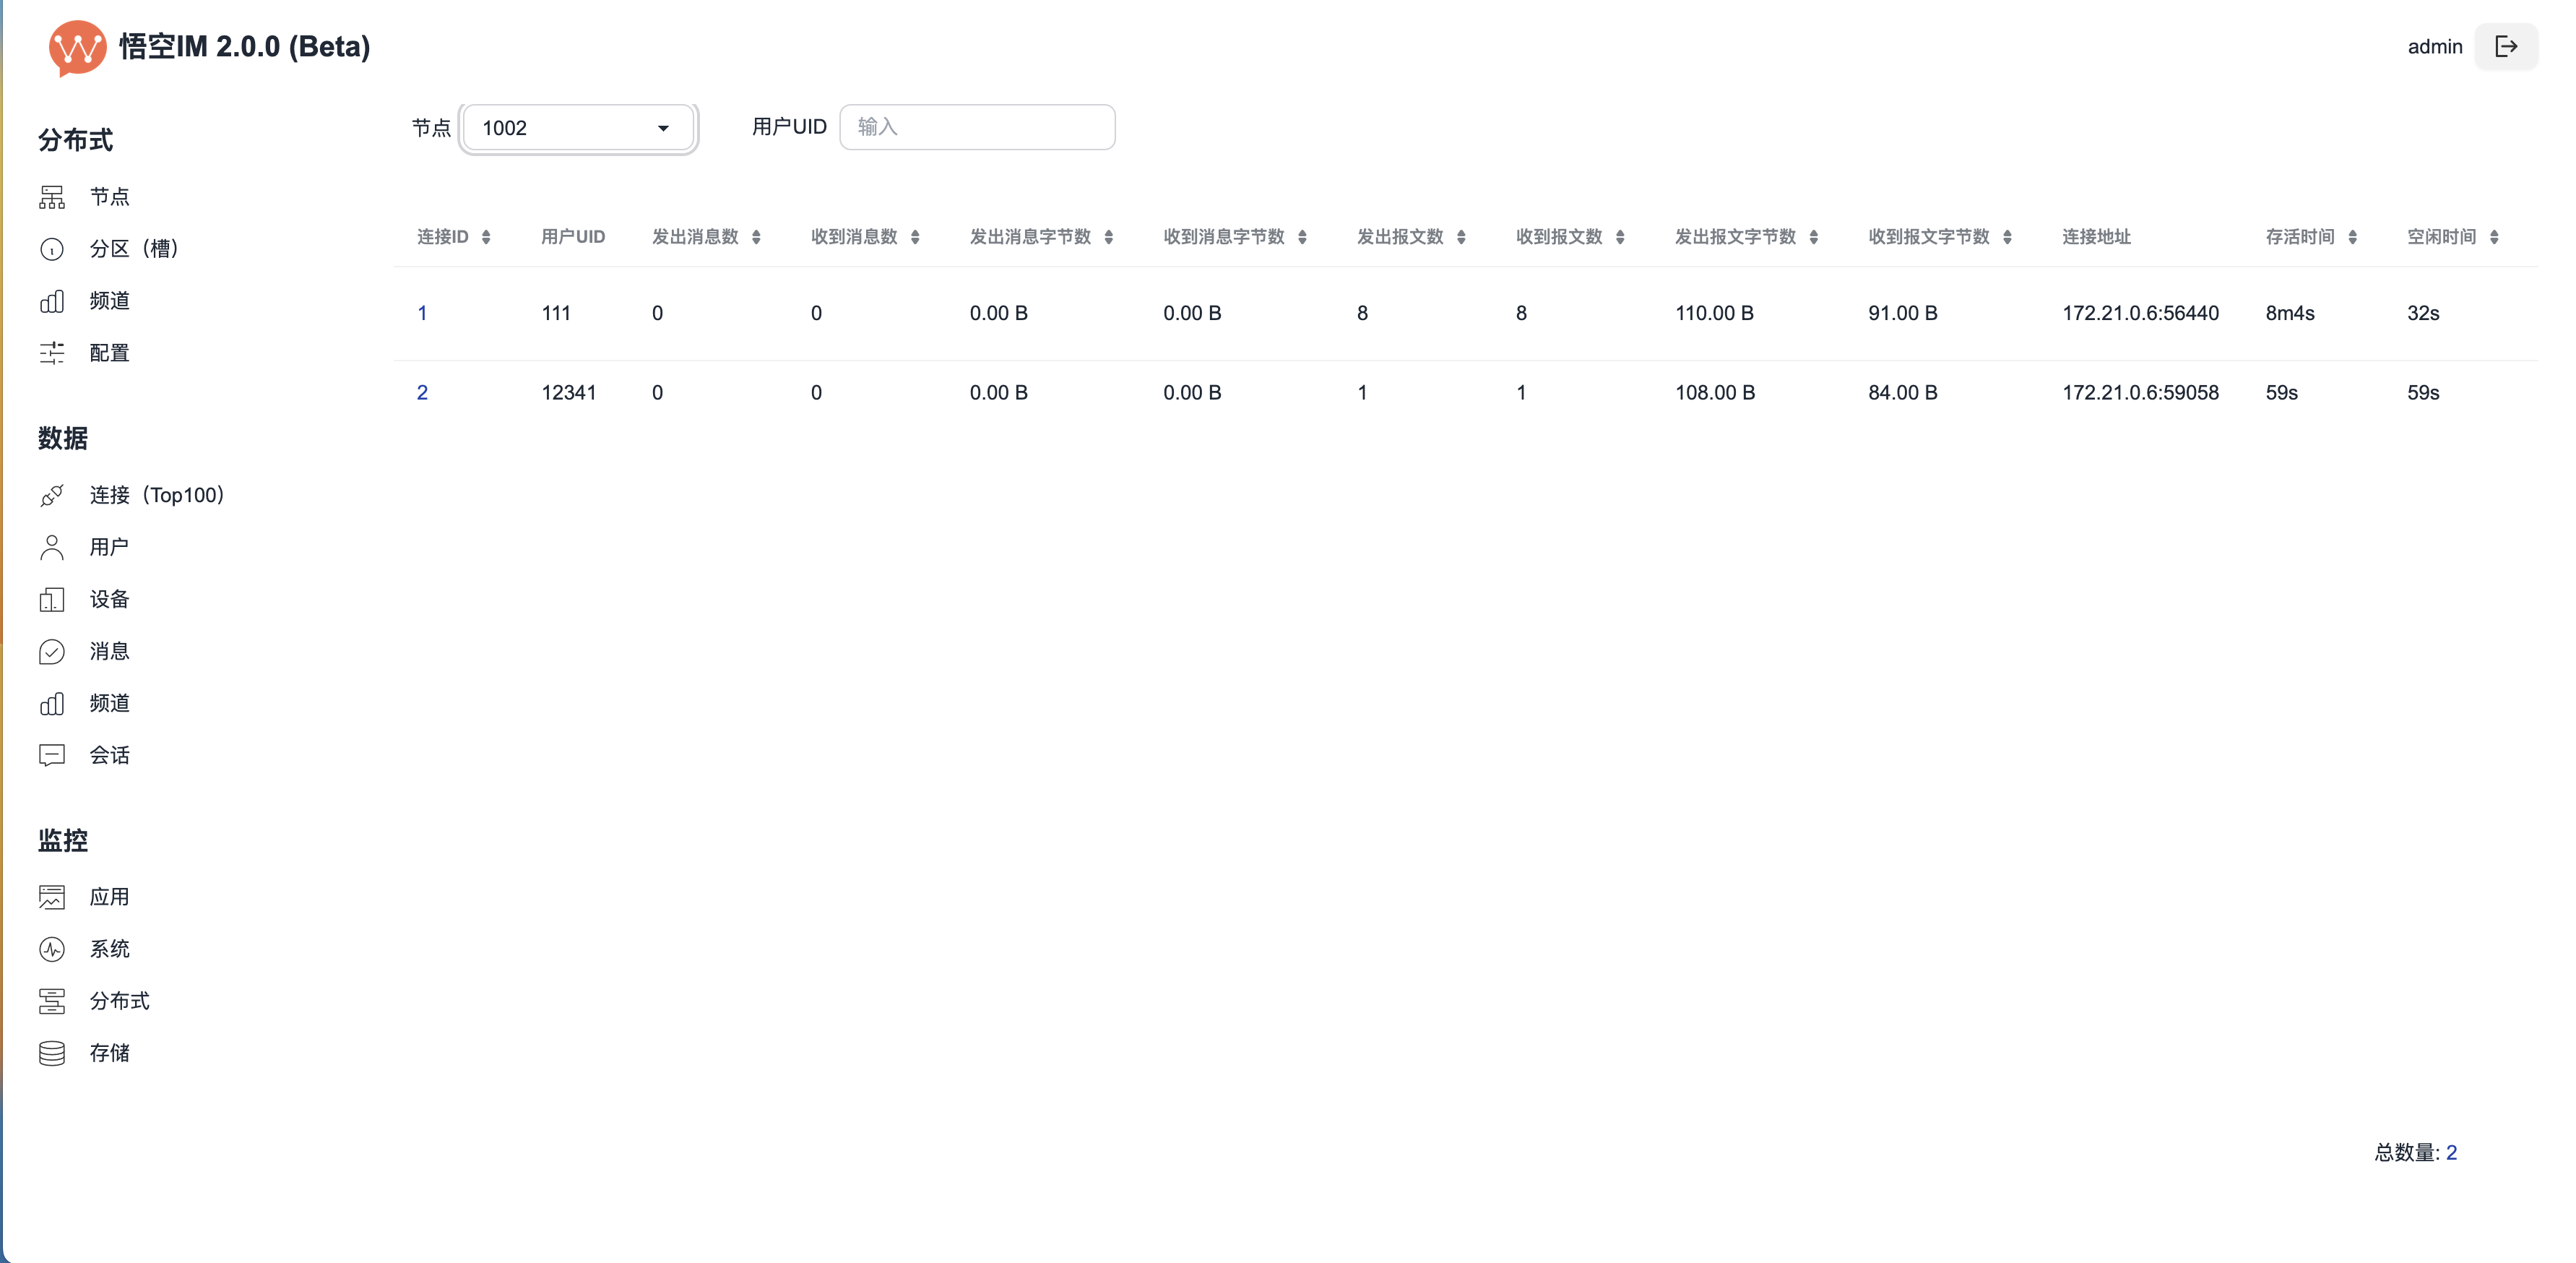 悟空IM 2.0.0 (Beta)
admin
分布式
节点
分区（槽）
频道
配置
数据
连接（Top100）
用户
设备
消息
频道
会话
监控
应用
系统
分布式
存储
节点 1002 用户UID 输入
连接ID 用户UID 发出消息数 收到消息数 发出消息字节数 收到消息字节数 发出报文数 收到报文数 发出报文字节数 收到报文字节数 连接地址 存活时间 空闲时间
1 111 0 0 0.00 B 0.00 B 8 8 110.00 B 91.00 B 172.21.0.6:56440 8m4s 32s
2 12341 0 0 0.00 B 0.00 B 1 1 108.00 B 84.00 B 172.21.0.6:59058 59s 59s
总数量: 2